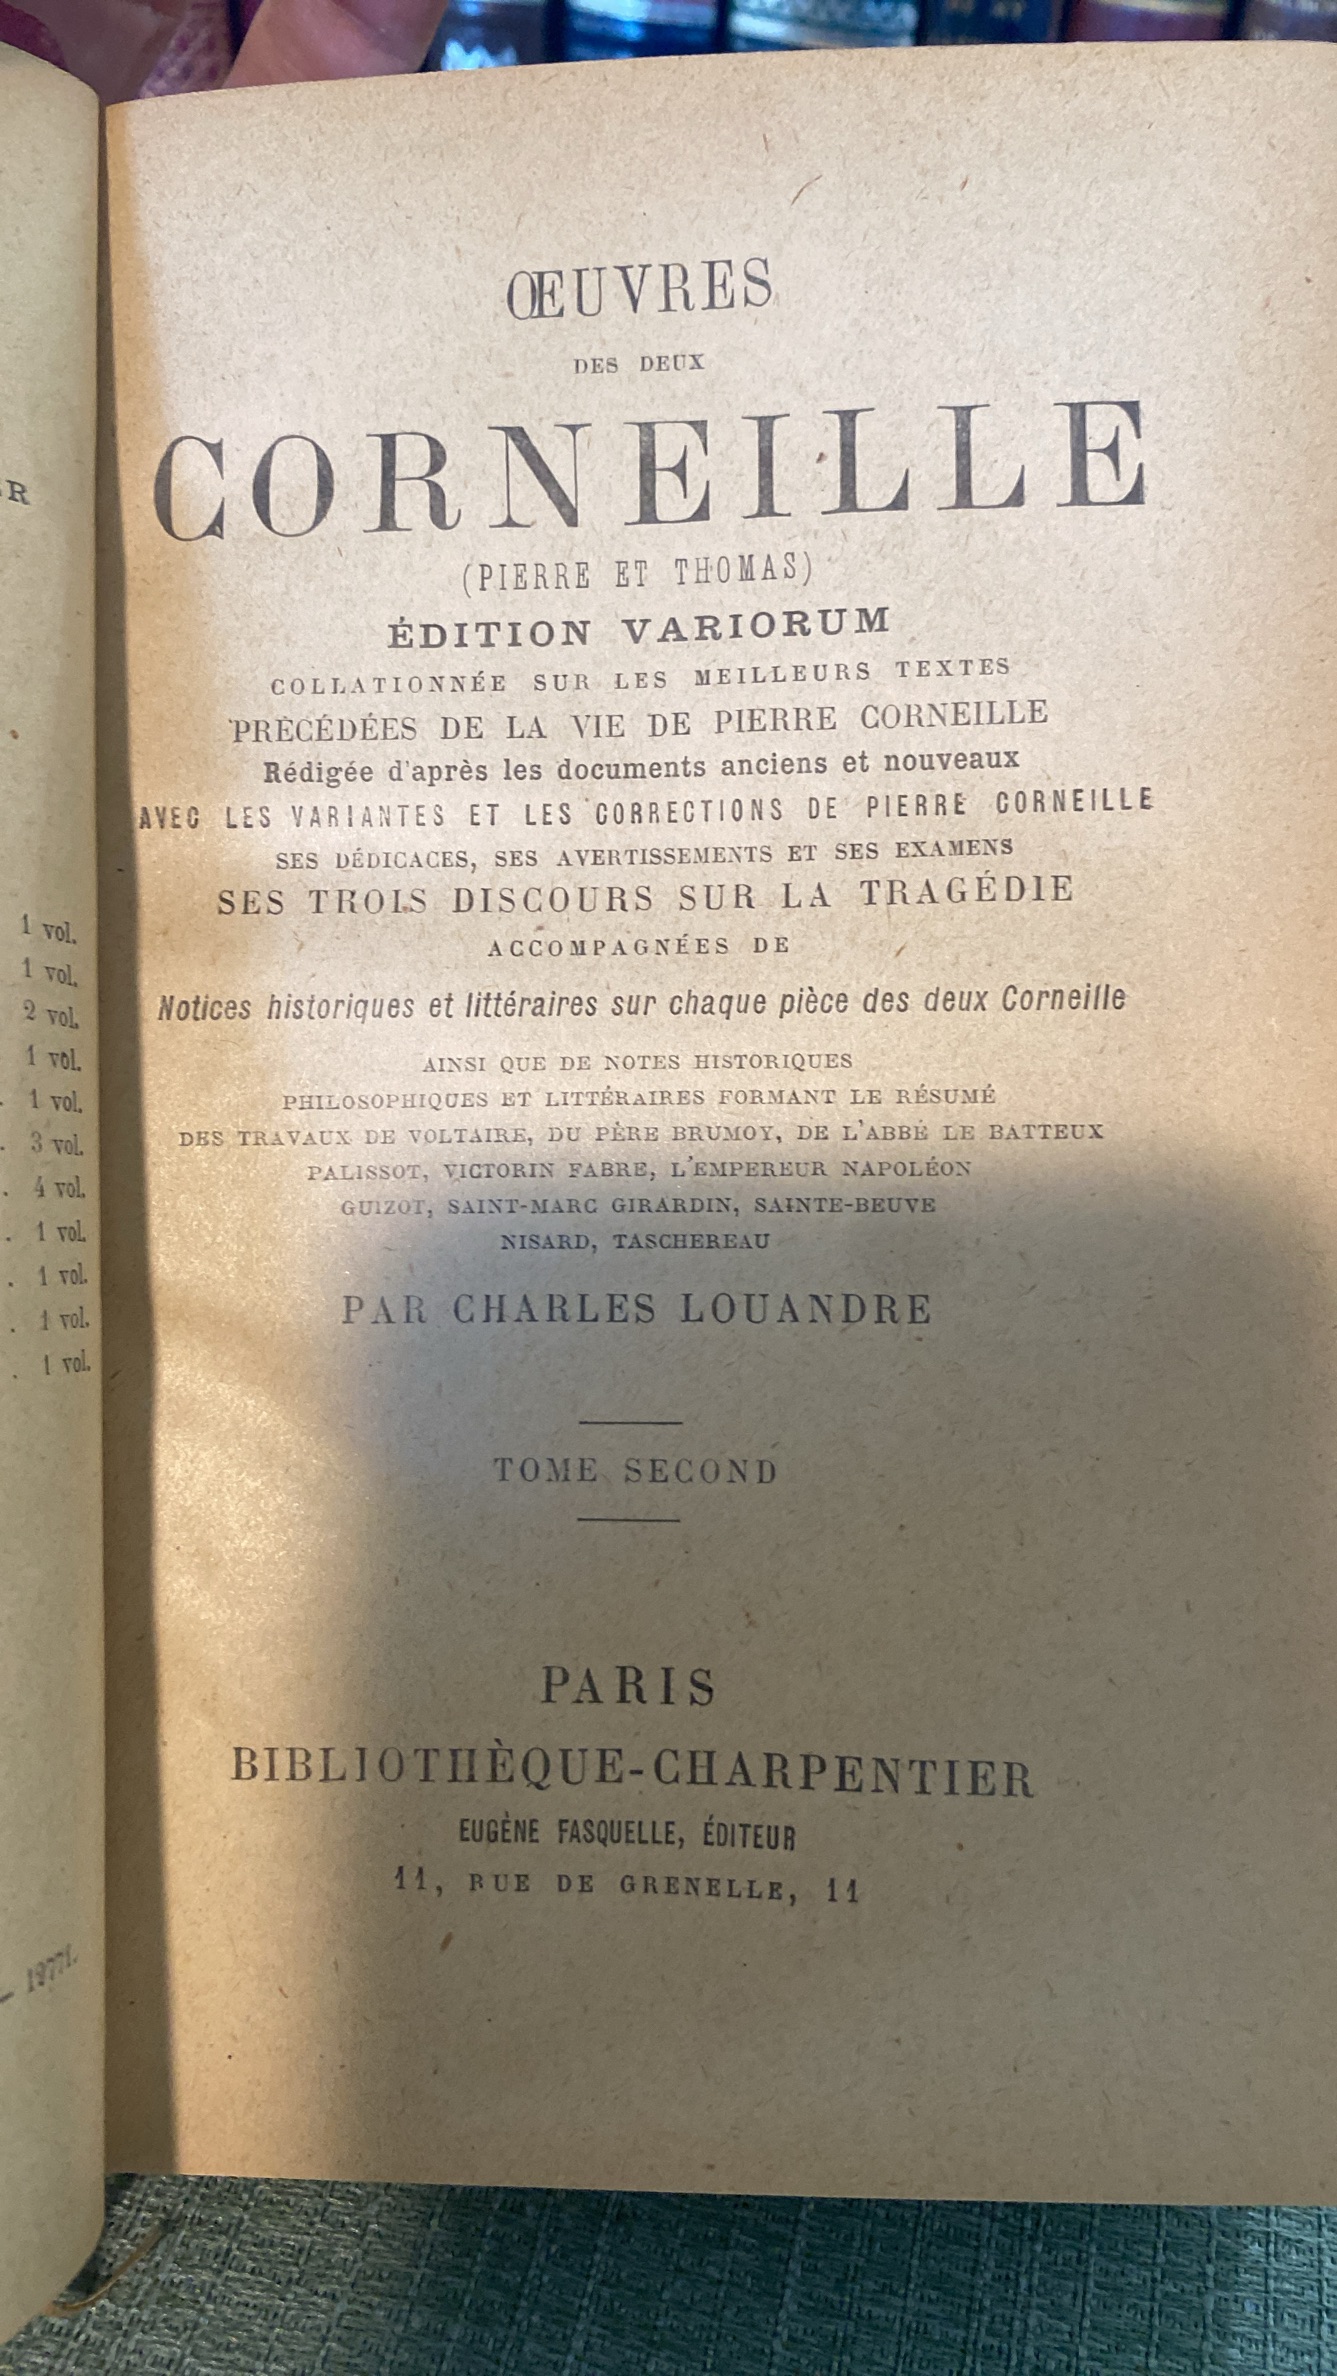 R
1 vol.
1 vol.
2 vol.
1 vol.
1 vol.
3 vol.
4 vol.
1 vol.
1 vol.
1 vol.
1 vol.
ŒUVRES
DES DEUX
CORNEILLE
(PIERRE ET THOMAS)
ÉDITION VARIORUM
COLLATIONNÉE SUR LES MEILLEURS TEXTES
PRÉCÉDÉES DE LA VIE DE PIERRE CORNEILLE
Rédigée d'après les documents anciens et nouveaux
AVEC LES VARIANTES ET LES CORRECTIONS DE PIERRE CORNEILLE
SES DÉDICACES, SES AVERTISSEMENTS ET SES EXAMENS
SES TROIS DISCOURS SUR LA TRAGÉDIE
ACCOMPAGNÉES DE
Notices historiques et littéraires sur chaque pièce des deux Corneille
AINSI QUE DE NOTES HISTORIQUES
PHILOSOPHIQUES ET LITTÉRAIRES FORMANT LE RÉSUMÉ
DES TRAVAUX DE VOLTAIRE, DU PÈRE BRUMOY, DE L'ABBÉ LE BATTEUX
PALISSOT, VICTORIN FABRE, L'EMPEREUR NAPOLÉON
GUIZOT, SAINT-MARC GIRARDIN, SAINTE-BEUVE
NISARD, TASCHEREAU
PAR CHARLES LOUANDRE
TOME SECOND
PARIS
BIBLIOTHÈQUE-CHARPENTIER
EUGÈNE FASQUELLE, ÉDITEUR
11, RUE DE GRENELLE, 11